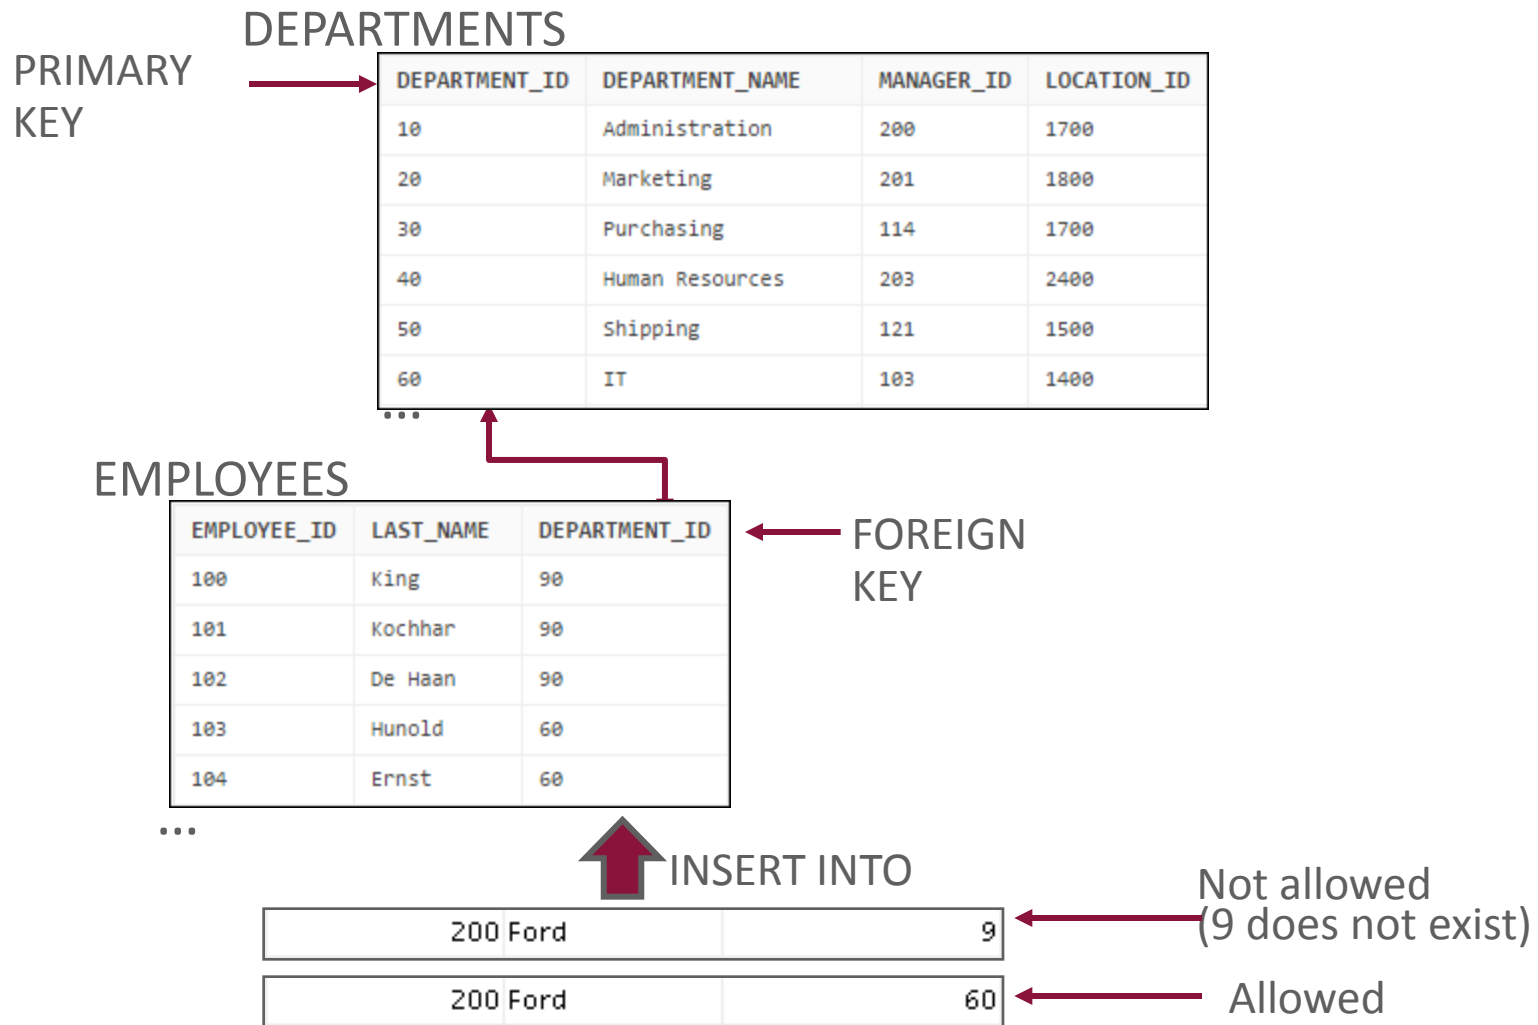 DEPARTMENTS
PRIMARY
KEY
DEPARTMENT_ID DEPARTMENT_NAME MANAGER_ID LOCATION_ID
10 Administration 200 1700
20 Marketing 201 1800
30 Purchasing 114 1700
40 Human Resources 203 2400
50 Shipping 121 1500
60 IT 103 1400
...
EMPLOYEES
EMPLOYEE_ID LAST_NAME DEPARTMENT_ID
100 King 90
101 Kochhar 90
102 De Haan 90
103 Hunold 60
104 Ernst 60
FOREIGN
KEY
...
INSERT INTO
200 Ford 9
Not allowed
(9 does not exist)
200 Ford 60
Allowed